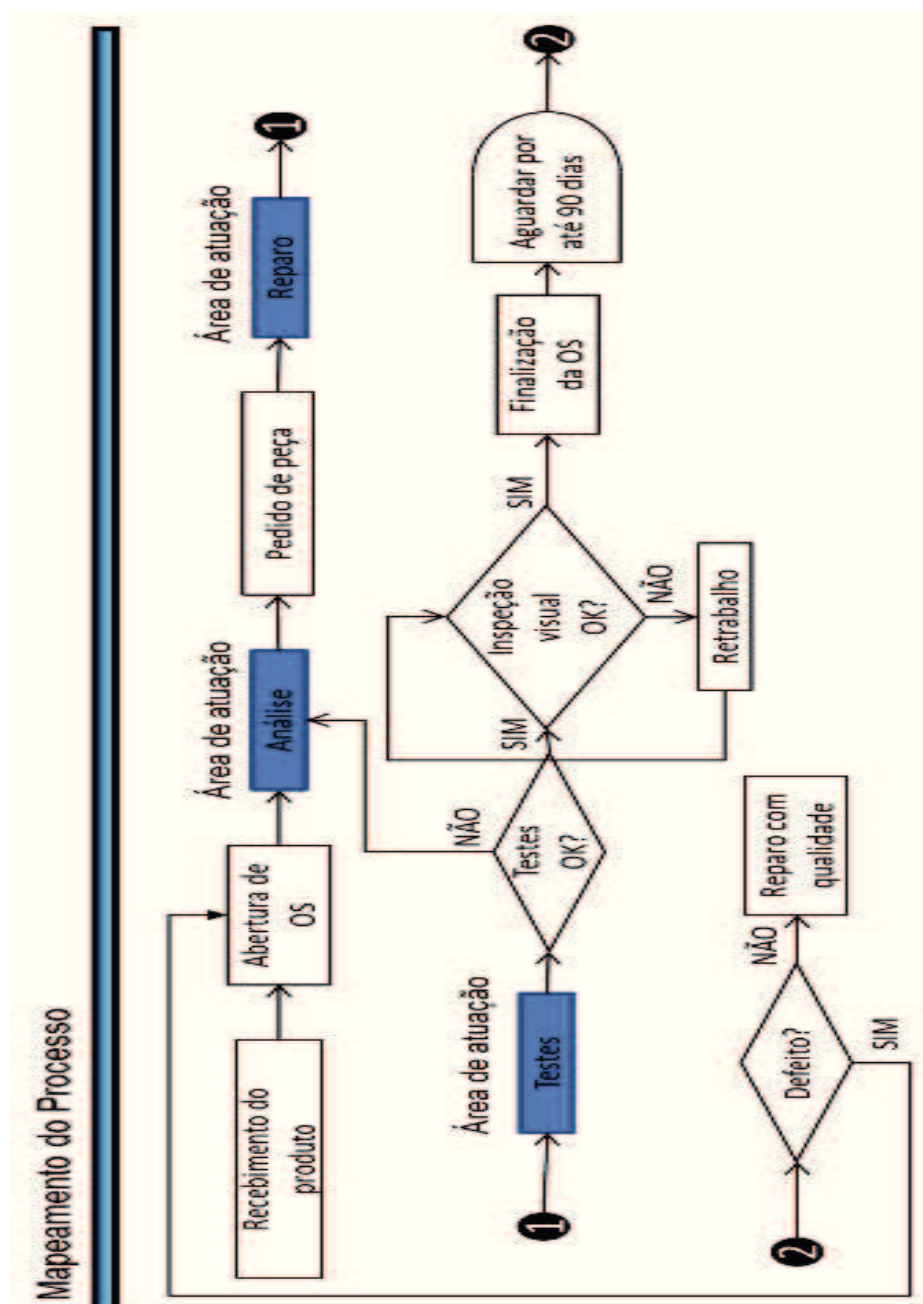 Mapeamento do Processo
Recebimento do
produto
Abertura de
OS
Área de atuação
Análise
Pedido de peça
Área de atuação
Reparo
1
1
Área de atuação
Testes
Testes
OK?
NÃO
SIM
Inspeção
visual
OK?
SIM
NÃO
Retrabalho
Finalização
da OS
Aguardar por
até 90 dias
2
2
Defeito?
NÃO
SIM
Reparo com
qualidade